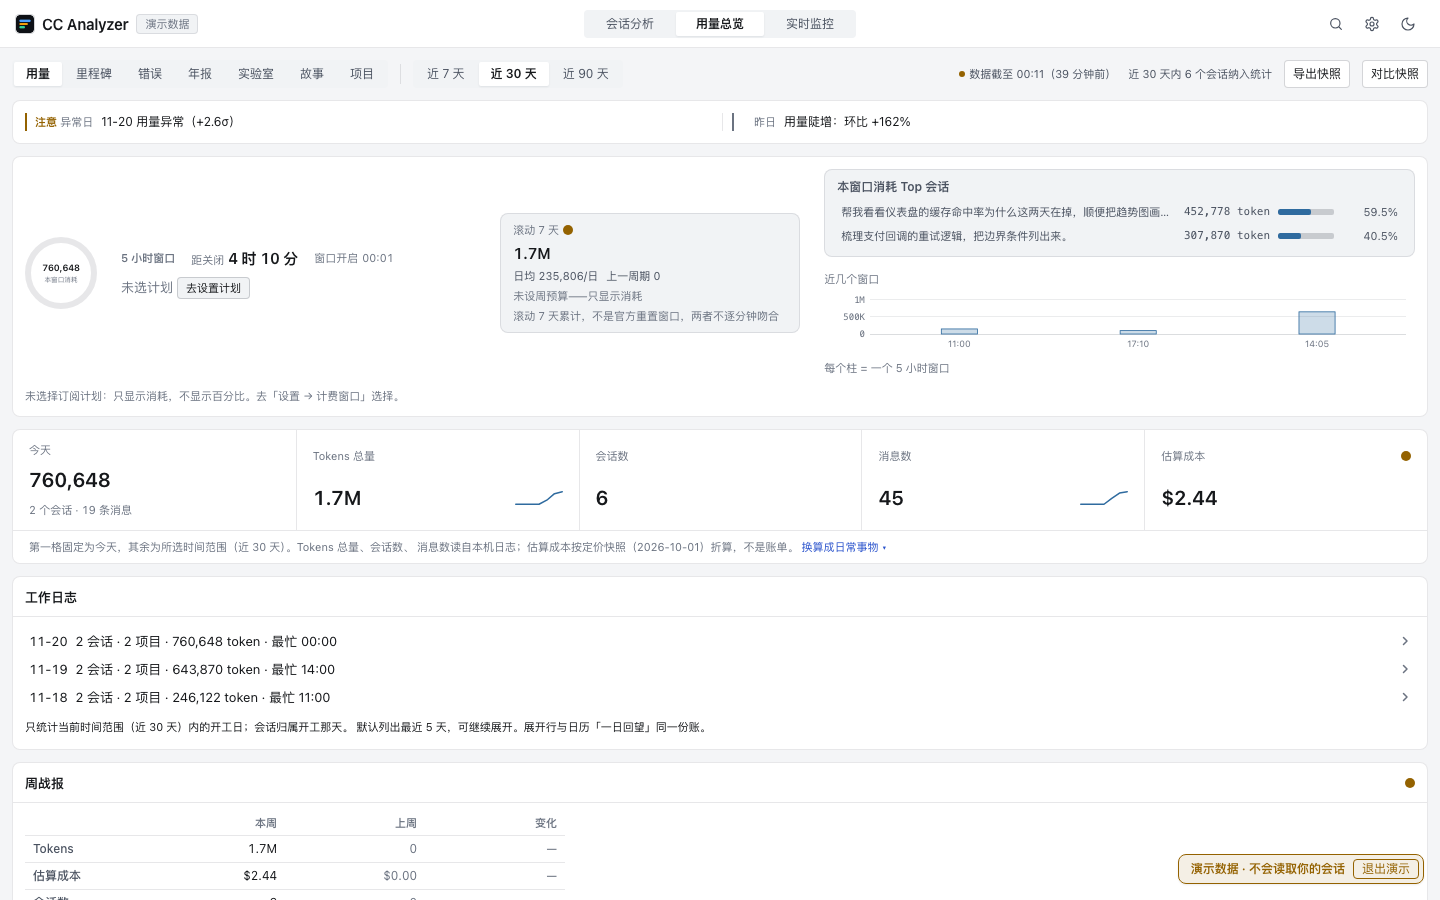 CC Analyzer 演示数据 会话分析 用量总览 实时监控
用量 里程碑 错误 年报 实验室 故事 项目 近 7 天 近 30 天 近 90 天 数据截至 00:11（39 分钟前） 近 30 天内 6 个会话纳入统计 导出快照 对比快照
注意 异常日 11-20 用量异常（+2.6σ） 昨日 用量陡增：环比 +162%
760,648
本窗口消耗
5 小时窗口 距关闭 4 时 10 分 窗口开启 00:01
未选计划 去设置计划
滚动 7 天
1.7M
日均 235,806/日 上一周期 0
未设周预算——只显示消耗
滚动 7 天累计，不是官方重置窗口，两者不逐分钟吻合
本窗口消耗 Top 会话
帮我看看仪表盘的缓存命中率为什么这两天在掉，顺便把趋势图画... 452,778 token 59.5%
梳理支付回调的重试逻辑，把边界条件列出来。 307,870 token 40.5%
近几个窗口
1M
500K
0
11:00 17:10 14:05
每个柱 = 一个 5 小时窗口
未选择订阅计划：只显示消耗，不显示百分比。去「设置 → 计费窗口」选择。
今天
760,648
2 个会话 · 19 条消息
Tokens 总量
1.7M
会话数
6
消息数
45
估算成本
$2.44
第一格固定为今天，其余为所选时间范围（近 30 天）。Tokens 总量、会话数、 消息数读自本机日志；估算成本按定价快照（2026-10-01）折算，不是账单。 换算成日常事物 ▾
工作日志
11-20 2 会话 · 2 项目 · 760,648 token · 最忙 00:00
11-19 2 会话 · 2 项目 · 643,870 token · 最忙 14:00
11-18 2 会话 · 2 项目 · 246,122 token · 最忙 11:00
只统计当前时间范围（近 30 天）内的开工日；会话归属开工那天。 默认列出最近 5 天，可继续展开。展开行与日历「一日回望」同一份账。
周战报
本周 上周 变化
Tokens 1.7M 0 —
估算成本 $2.44 $0.00 —
演示数据 · 不会读取你的会话 退出演示